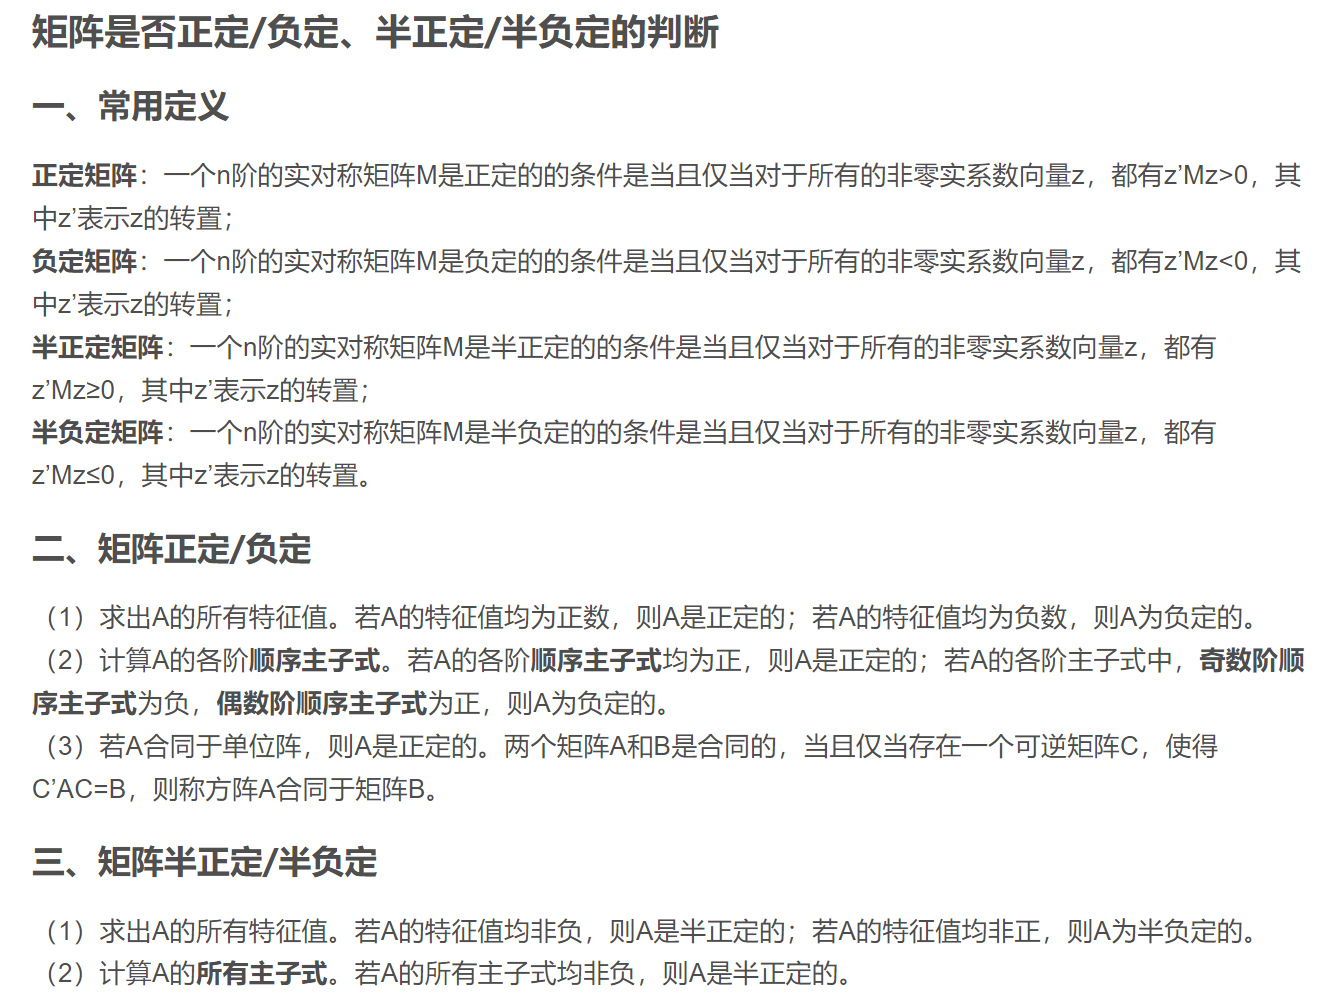 矩阵是否正定/负定、半正定/半负定的判断
一、常用定义
正定矩阵：一个n阶的实对称矩阵M是正定的的条件是当且仅当对于所有的非零实系数向量z，都有z’Mz>0，其
中z’表示z的转置；
负定矩阵：一个n阶的实对称矩阵M是负定的的条件是当且仅当对于所有的非零实系数向量z，都有z’Mz<0，其
中z’表示z的转置；
半正定矩阵：一个n阶的实对称矩阵M是半正定的的条件是当且仅当对于所有的非零实系数向量z，都有
z’Mz≥0，其中z’表示z的转置；
半负定矩阵：一个n阶的实对称矩阵M是半负定的的条件是当且仅当对于所有的非零实系数向量z，都有
z’Mz≤0，其中z’表示z的转置。
二、矩阵正定/负定
（1）求出A的所有特征值。若A的特征值均为正数，则A是正定的；若A的特征值均为负数，则A为负定的。
（2）计算A的各阶顺序主子式。若A的各阶顺序主子式均为正，则A是正定的；若A的各阶主子式中，奇数阶顺
序主子式为负，偶数阶顺序主子式为正，则A为负定的。
（3）若A合同于单位阵，则A是正定的。两个矩阵A和B是合同的，当且仅当存在一个可逆矩阵C，使得
C’AC=B，则称方阵A合同于矩阵B。
三、矩阵半正定/半负定
（1）求出A的所有特征值。若A的特征值均非负，则A是半正定的；若A的特征值均非正，则A为半负定的。
（2）计算A的所有主子式。若A的所有主子式均非负，则A是半正定的。